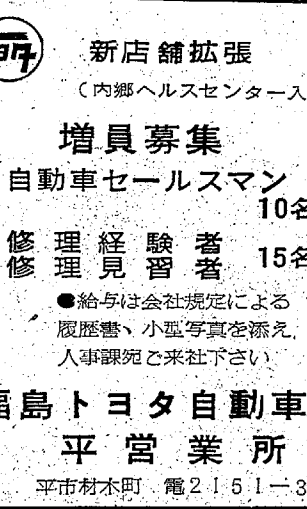 トヨタ
新店舗拡張
（内郷ヘルスセンター入
増員募集
自動車セールスマン
10名
修理経験者
修理見習者 15名
●給与は会社規定による
履歴書、小型写真を添え
人事課宛ご来社下さい
福島トヨタ自動車
平営業所
平市材木町 電2151―3